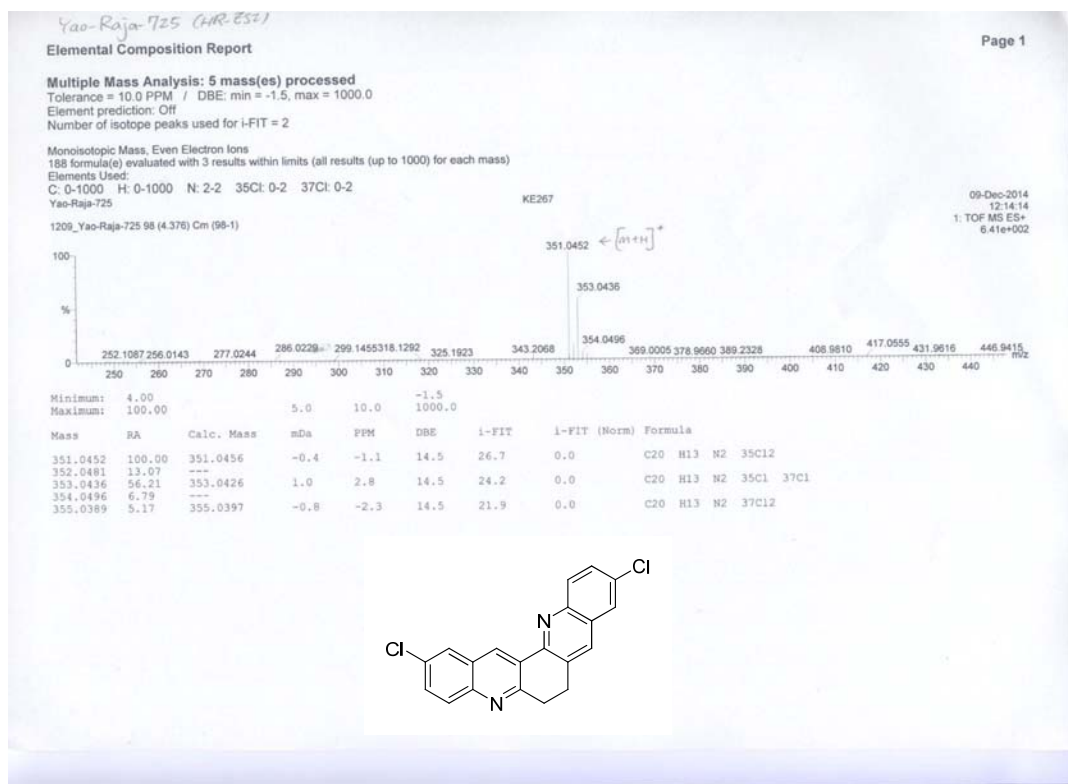 Yao-Raja-725 (HR-ESI)
Elemental Composition Report
Page 1
Multiple Mass Analysis: 5 mass(es) processed
Tolerance = 10.0 PPM / DBE: min = -1.5, max = 1000.0
Element prediction: Off
Number of isotope peaks used for i-FIT = 2
Monoisotopic Mass, Even Electron Ions
188 formula(e) evaluated with 3 results within limits (all results (up to 1000) for each mass)
Elements Used:
C: 0-1000 H: 0-1000 N: 2-2 35Cl: 0-2 37Cl: 0-2
Yao-Raja-725
KE267
09-Dec-2014
12:14:14
1209_Yao-Raja-725 98 (4.376) Cm (98-1)
1: TOF MS ES+
6.41e+002
351.0452 ← [M+H]+
100
353.0436
%
354.0496
252.1087 256.0143 277.0244 286.0229 299.1455 318.1292 325.1923 343.2068 369.0005 378.9660 389.2328 408.9810 417.0555 431.9616 446.9415
0
m/z
250 260 270 280 290 300 310 320 330 340 350 360 370 380 390 400 410 420 430 440
Minimum: 4.00 -1.5
Maximum: 100.00 5.0 10.0 1000.0
Mass RA Calc. Mass mDa PPM DBE i-FIT i-FIT (Norm) Formula
351.0452 100.00 351.0456 -0.4 -1.1 14.5 26.7 0.0 C20 H13 N2 35Cl2
352.0481 13.07 ---
353.0436 56.21 353.0426 1.0 2.8 14.5 24.2 0.0 C20 H13 N2 35Cl 37Cl
354.0496 6.79 ---
355.0389 5.17 355.0397 -0.8 -2.3 14.5 21.9 0.0 C20 H13 N2 37Cl2
Cl
N
Cl
N